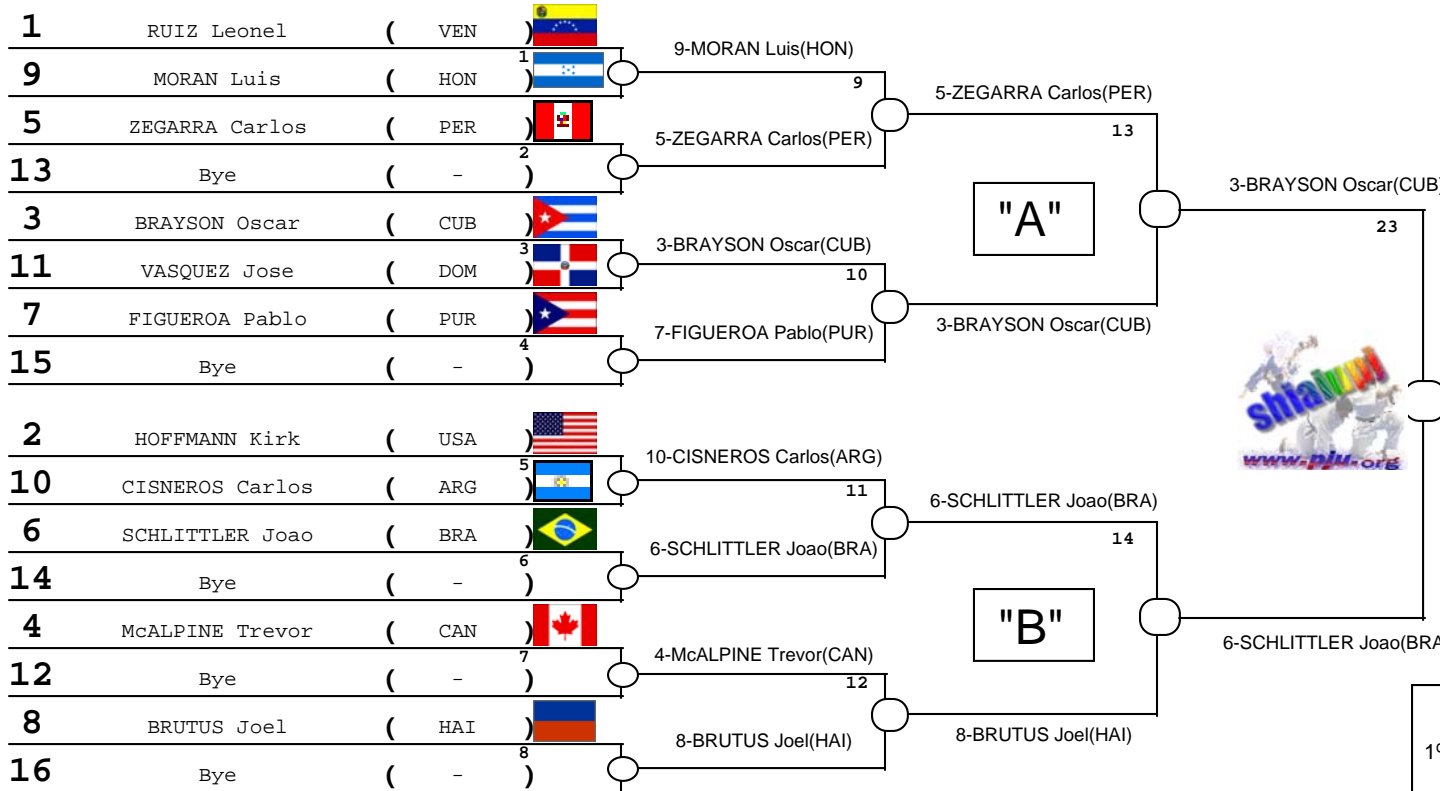 1 RUIZ Leonel ( VEN )
9-MORAN Luis(HON)
1
9 MORAN Luis ( HON )
9
5-ZEGARRA Carlos(PER)
5 ZEGARRA Carlos ( PER )
13
5-ZEGARRA Carlos(PER)
2
13 Bye ( - )
3-BRAYSON Oscar(CUB)
"A"
3 BRAYSON Oscar ( CUB )
23
3-BRAYSON Oscar(CUB)
3
11 VASQUEZ Jose ( DOM )
10
7 FIGUEROA Pablo ( PUR )
3-BRAYSON Oscar(CUB)
7-FIGUEROA Pablo(PUR)
4
15 Bye ( - )
shiaiupj
2 HOFFMANN Kirk ( USA )
10-CISNEROS Carlos(ARG)
www.pju.org
5
10 CISNEROS Carlos ( ARG )
11
6-SCHLITTLER Joao(BRA)
6 SCHLITTLER Joao ( BRA )
14
6-SCHLITTLER Joao(BRA)
6
14 Bye ( - )
"B"
4 McALPINE Trevor ( CAN )
6-SCHLITTLER Joao(BRA
4-McALPINE Trevor(CAN)
7
12 Bye ( - )
12
8 BRUTUS Joel ( HAI )
8-BRUTUS Joel(HAI)
8-BRUTUS Joel(HAI)
1º
8
16 Bye ( - )